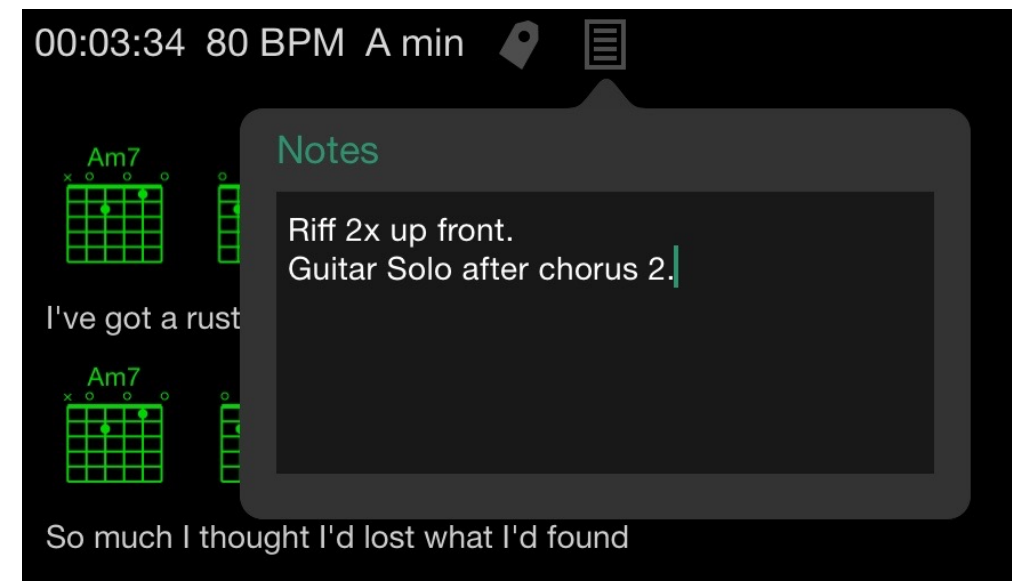 00:03:34 80 BPM A min
Notes
Am7
Riff 2x up front.
Guitar Solo after chorus 2.
I've got a rust
Am7
So much I thought I'd lost what I'd found